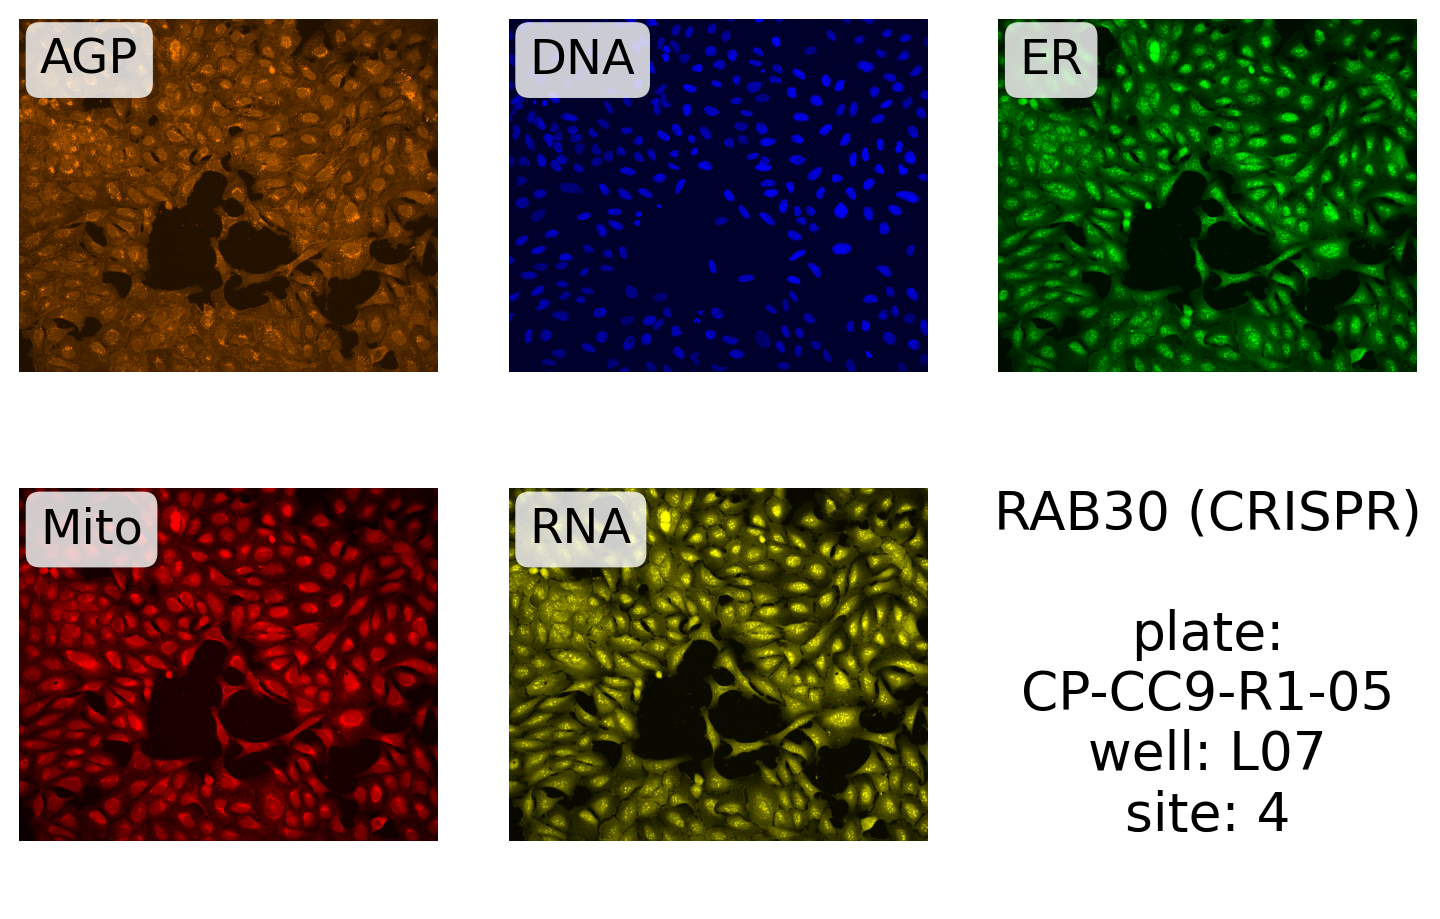 AGP
DNA
ER
Mito
RNA
RAB30 (CRISPR)
plate:
CP-CC9-R1-05
well: L07
site: 4